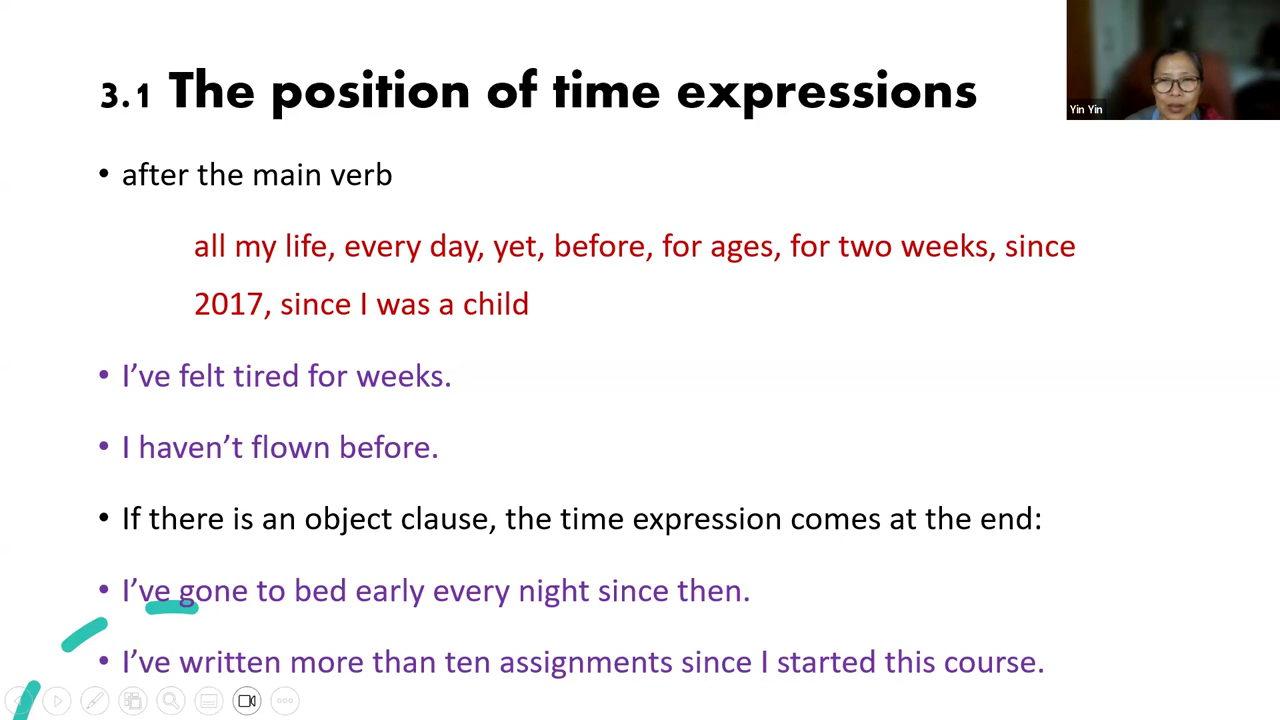 3.1 The position of time expressions
Yin Yin
• after the main verb
all my life, every day, yet, before, for ages, for two weeks, since
2017, since I was a child
• I’ve felt tired for weeks.
• I haven’t flown before.
• If there is an object clause, the time expression comes at the end:
• I’ve gone to bed early every night since then.
• I’ve written more than ten assignments since I started this course.